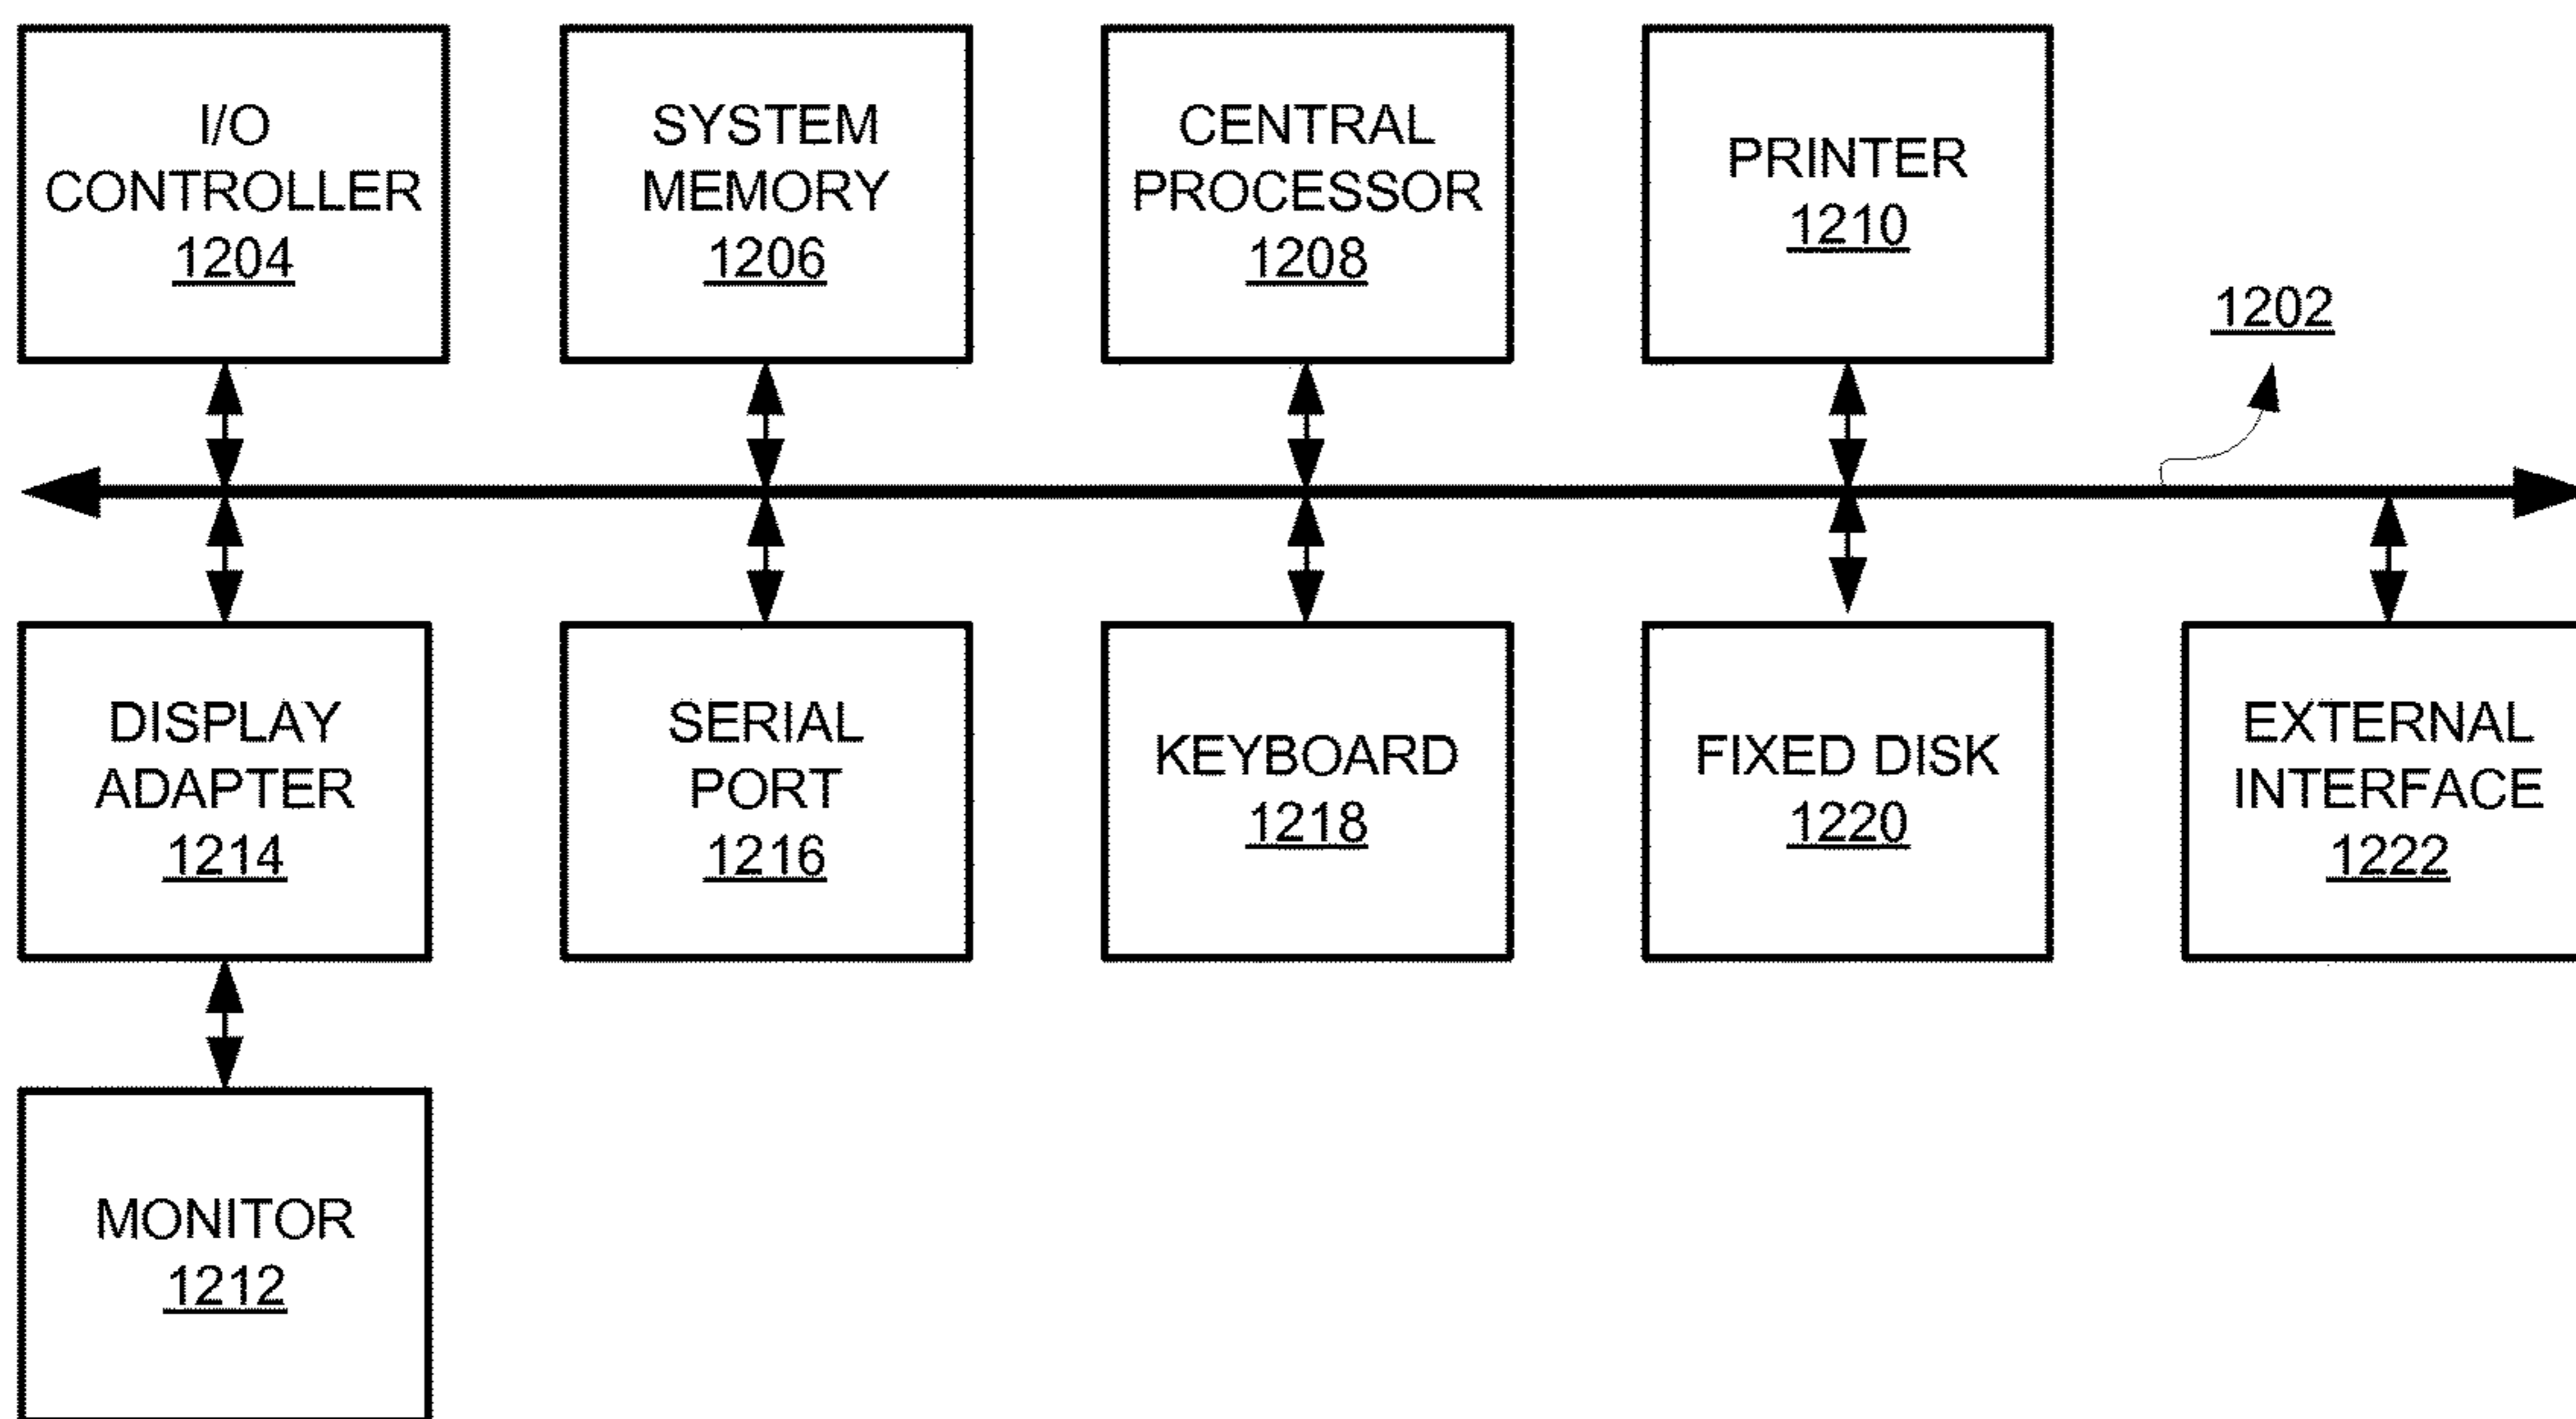 I/O
CONTROLLER
1204
SYSTEM
MEMORY
1206
CENTRAL
PROCESSOR
1208
PRINTER
1210
1202
DISPLAY
ADAPTER
1214
SERIAL
PORT
1216
KEYBOARD
1218
FIXED DISK
1220
EXTERNAL
INTERFACE
1222
MONITOR
1212